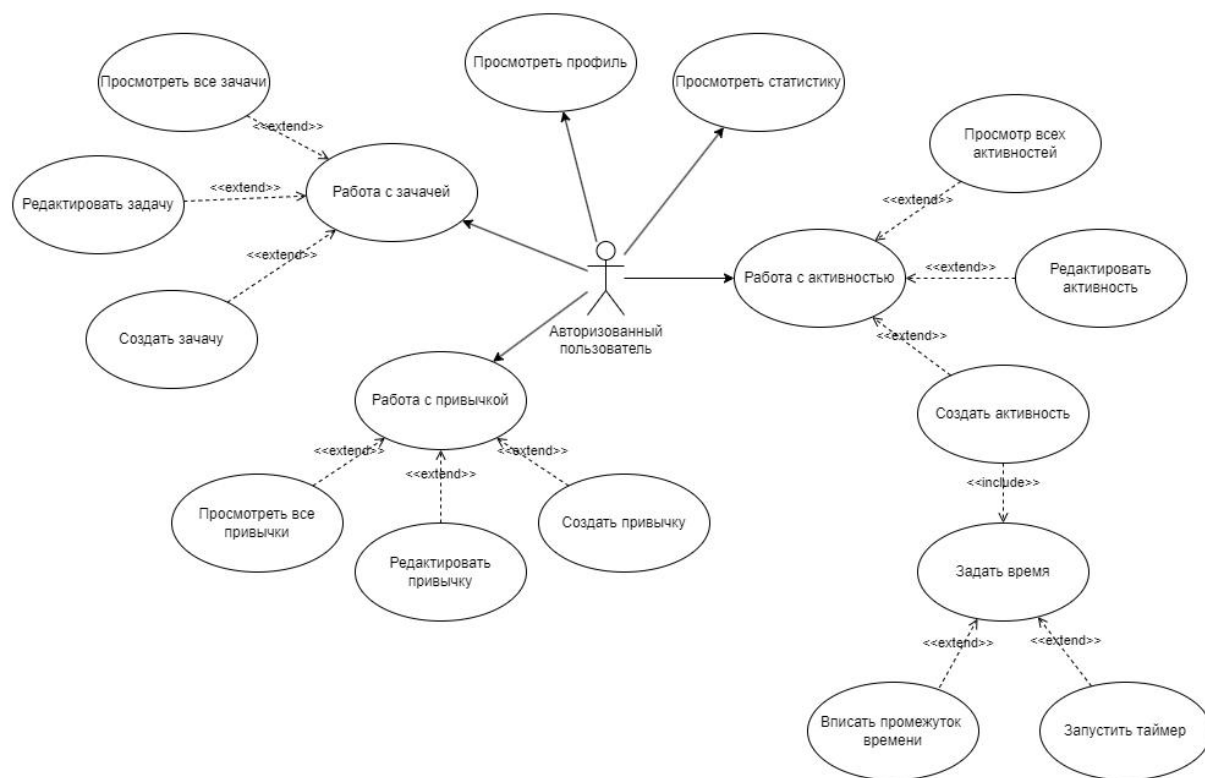 Просмотреть профиль
Просмотреть статистику
Просмотреть все зачачи
<<extend>>
Просмотр всех
активностей
Работа с зачачей
<<extend>>
Редактировать задачу
<<extend>>
<<extend>>
Создать зачачу
Авторизованный
пользователь
Работа с активностью
<<extend>>
Редактировать
активность
<<extend>>
Создать активность
Работа с привычкой
<<extend>>
<<extend>>
<<extend>>
Просмотреть все
привычки
Редактировать
привычку
Создать привычку
<<include>>
Задать время
<<extend>>
<<extend>>
Вписать промежуток
времени
Запустить таймер